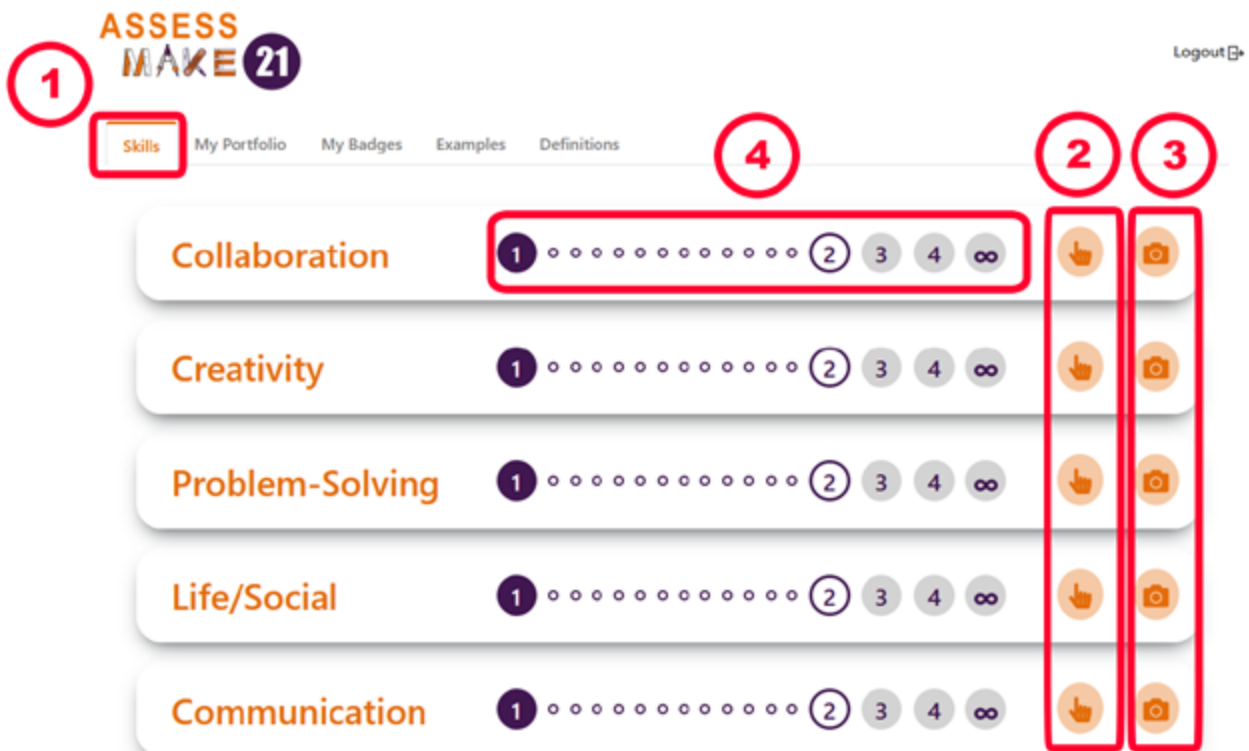 ASSESS
MAKE 21
Logout
1
Skills My Portfolio My Badges Examples Definitions
4 2 3
Collaboration 1 2 3 4 ∞
Creativity 1 2 3 4 ∞
Problem-Solving 1 2 3 4 ∞
Life/Social 1 2 3 4 ∞
Communication 1 2 3 4 ∞